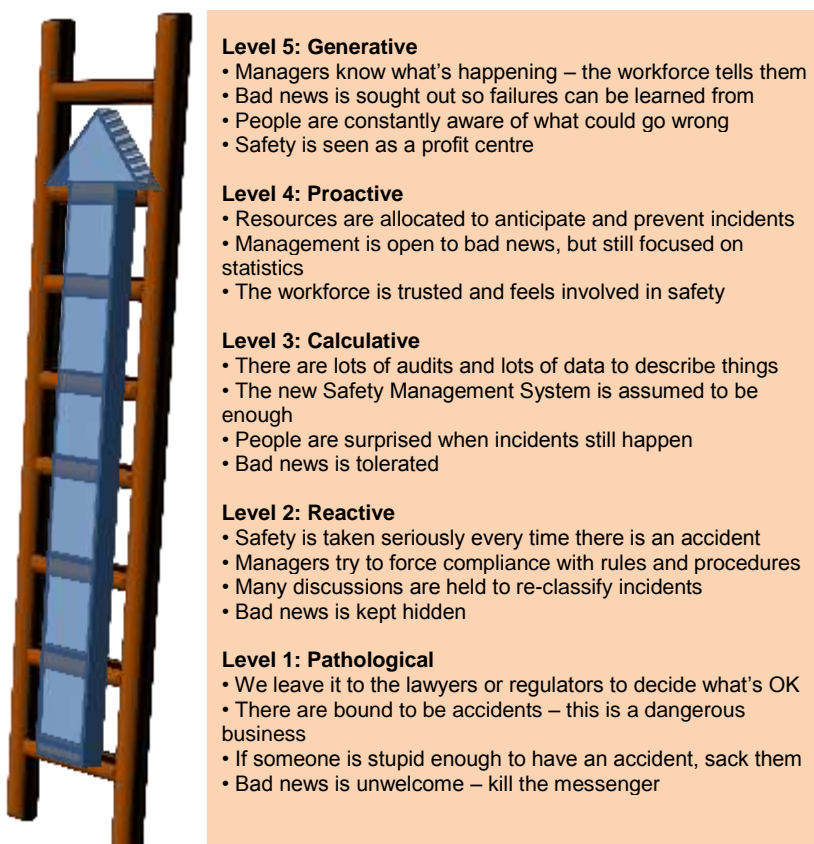 Level 5: Generative
• Managers know what’s happening – the workforce tells them
• Bad news is sought out so failures can be learned from
• People are constantly aware of what could go wrong
• Safety is seen as a profit centre
Level 4: Proactive
• Resources are allocated to anticipate and prevent incidents
• Management is open to bad news, but still focused on
statistics
• The workforce is trusted and feels involved in safety
Level 3: Calculative
• There are lots of audits and lots of data to describe things
• The new Safety Management System is assumed to be
enough
• People are surprised when incidents still happen
• Bad news is tolerated
Level 2: Reactive
• Safety is taken seriously every time there is an accident
• Managers try to force compliance with rules and procedures
• Many discussions are held to re-classify incidents
• Bad news is kept hidden
Level 1: Pathological
• We leave it to the lawyers or regulators to decide what’s OK
• There are bound to be accidents – this is a dangerous
business
• If someone is stupid enough to have an accident, sack them
• Bad news is unwelcome – kill the messenger